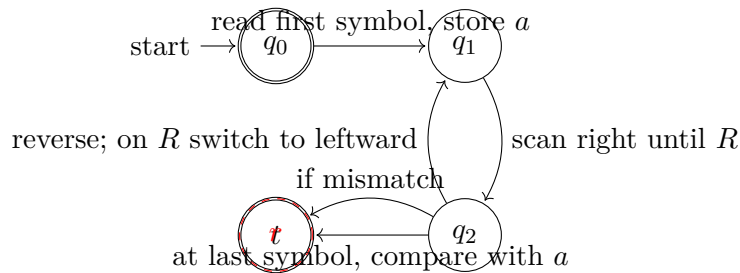 read first symbol, store a
start
q0
q1
reverse; on R switch to leftward
scan right until R
if mismatch
q2
at last symbol, compare with a